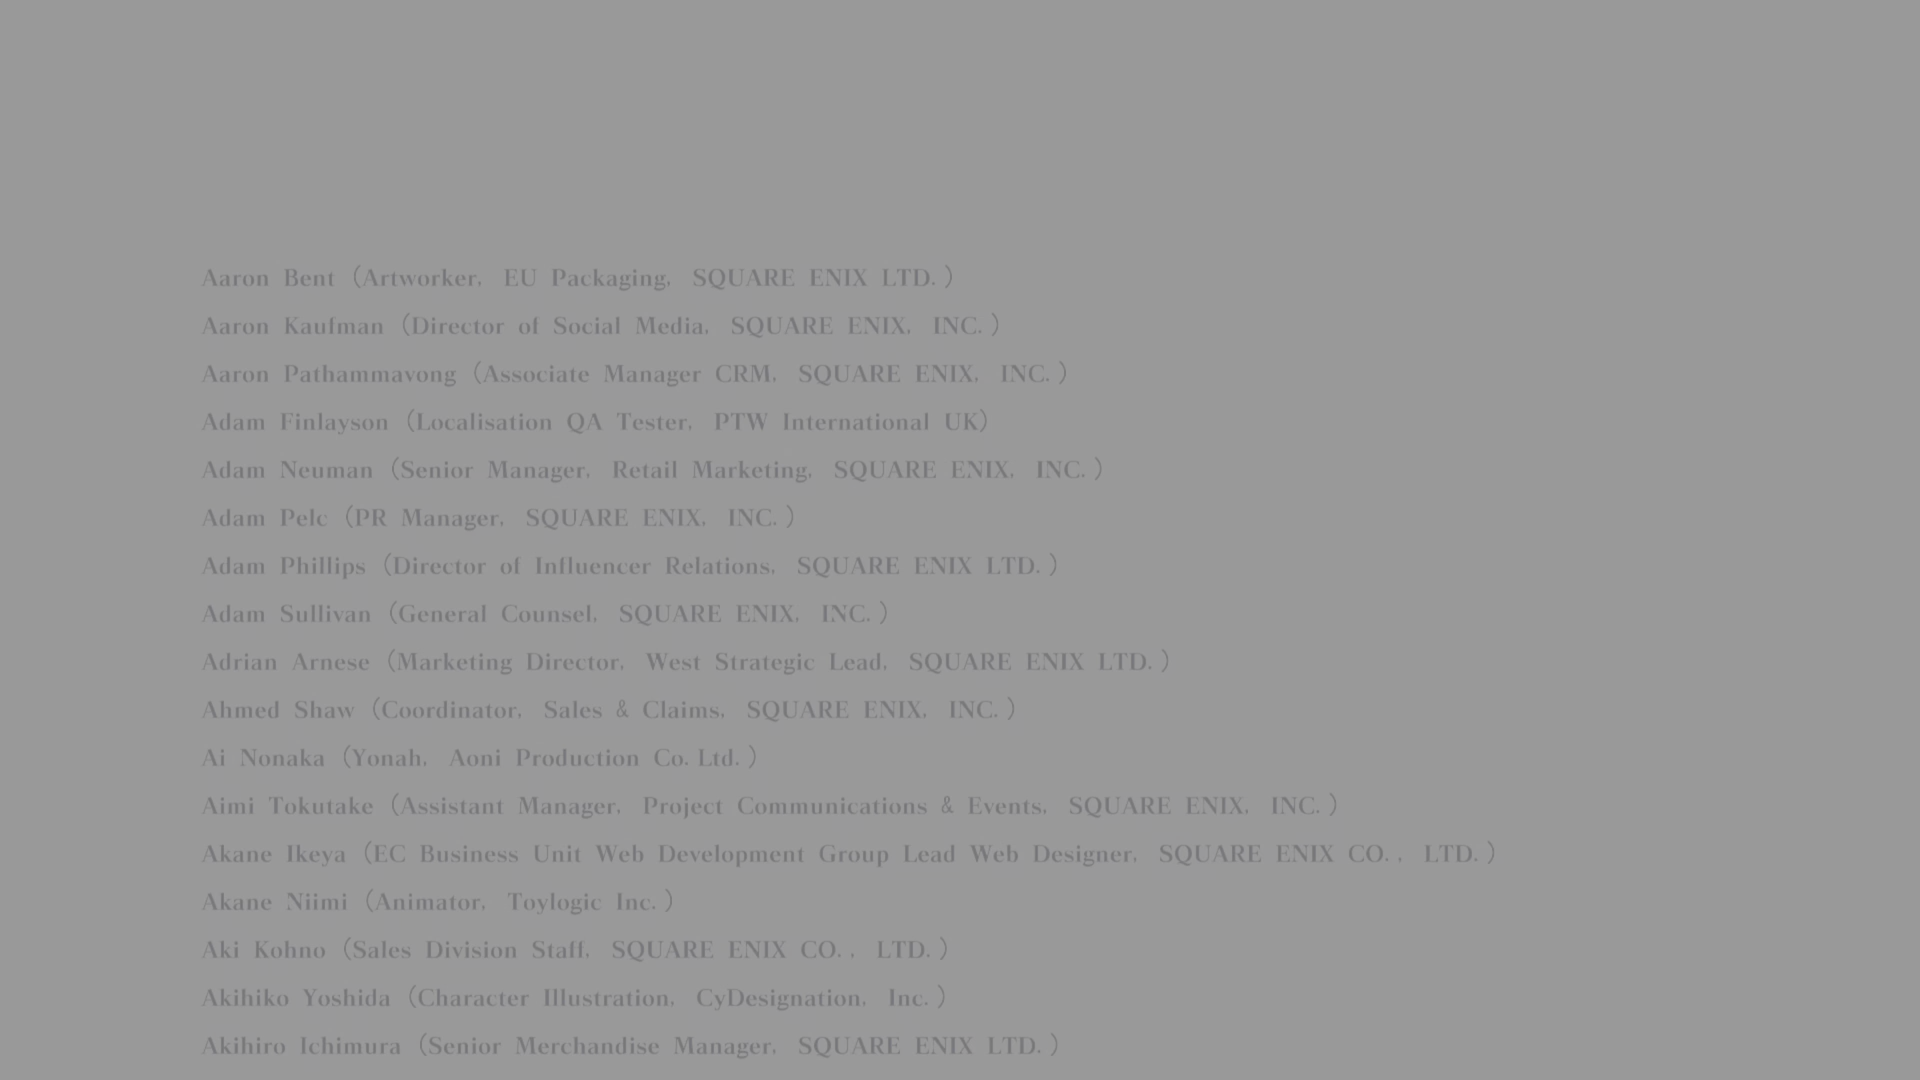 Aaron Bent (Artworker, EU Packaging, SQUARE ENIX LTD.)
Aaron Kaufman (Director of Social Media, SQUARE ENIX, INC.)
Aaron Pathammavong (Associate Manager CRM, SQUARE ENIX, INC.)
Adam Finlayson (Localisation QA Tester, PTW International UK)
Adam Neuman (Senior Manager, Retail Marketing, SQUARE ENIX, INC.)
Adam Pelc (PR Manager, SQUARE ENIX, INC.)
Adam Phillips (Director of Influencer Relations, SQUARE ENIX LTD.)
Adam Sullivan (General Counsel, SQUARE ENIX, INC.)
Adrian Arnese (Marketing Director, West Strategic Lead, SQUARE ENIX LTD.)
Ahmed Shaw (Coordinator, Sales & Claims, SQUARE ENIX, INC.)
Ai Nonaka (Yonah, Aoni Production Co. Ltd.)
Aimi Tokutake (Assistant Manager, Project Communications & Events, SQUARE ENIX, INC.)
Akane Ikeya (EC Business Unit Web Development Group Lead Web Designer, SQUARE ENIX CO., LTD.)
Akane Niimi (Animator, Toylogic Inc.)
Aki Kohno (Sales Division Staff, SQUARE ENIX CO., LTD.)
Akihiko Yoshida (Character Illustration, CyDesignation, Inc.)
Akihiro Ichimura (Senior Merchandise Manager, SQUARE ENIX LTD.)